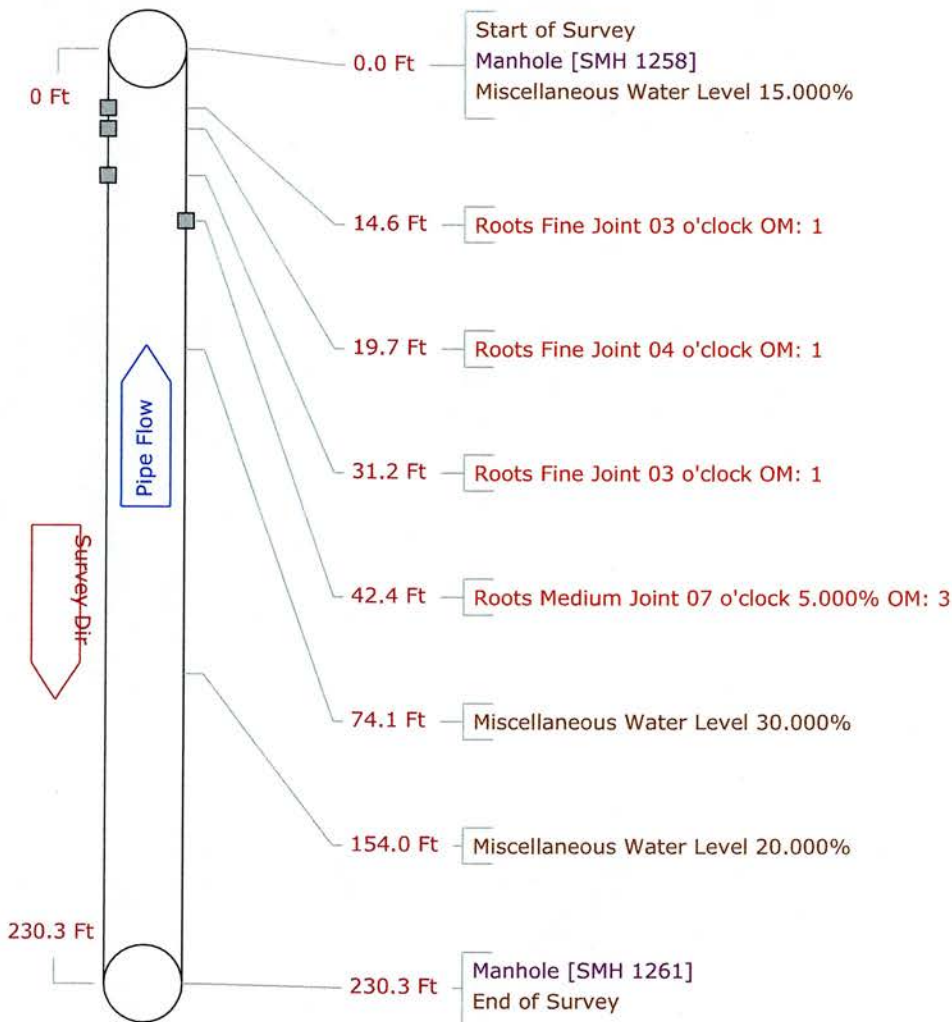 Start of Survey
0.0 Ft
Manhole [SMH 1258]
Miscellaneous Water Level 15.000%
0 Ft
14.6 Ft
Roots Fine Joint 03 o'clock OM: 1
19.7 Ft
Roots Fine Joint 04 o'clock OM: 1
Pipe Flow
31.2 Ft
Roots Fine Joint 03 o'clock OM: 1
Survey Dir
42.4 Ft
Roots Medium Joint 07 o'clock 5.000% OM: 3
74.1 Ft
Miscellaneous Water Level 30.000%
154.0 Ft
Miscellaneous Water Level 20.000%
230.3 Ft
230.3 Ft
Manhole [SMH 1261]
End of Survey